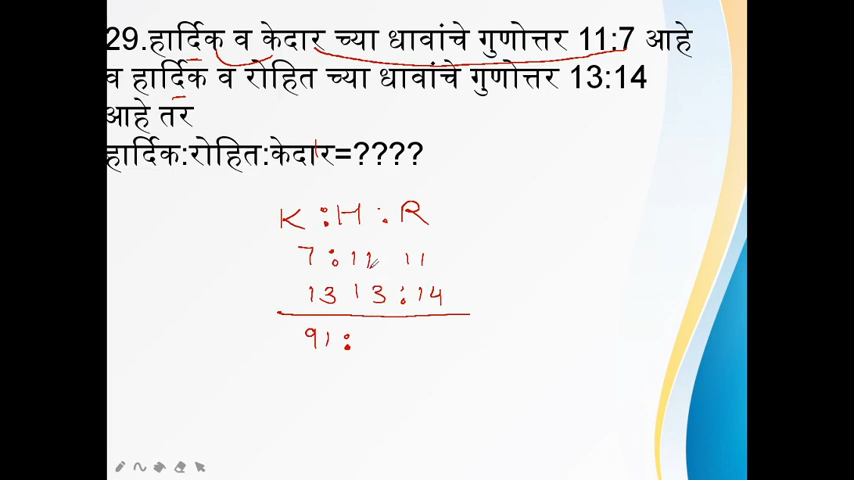 29.हार्दिक व केदार च्या धावांचे गुणोत्तर 11:7 आहे
व हार्दिक व रोहित च्या धावांचे गुणोत्तर 13:14
आहे तर
हार्दिक:रोहित:केदार=????
K : H : R
7 : 11 11
13 13 : 14
91 :